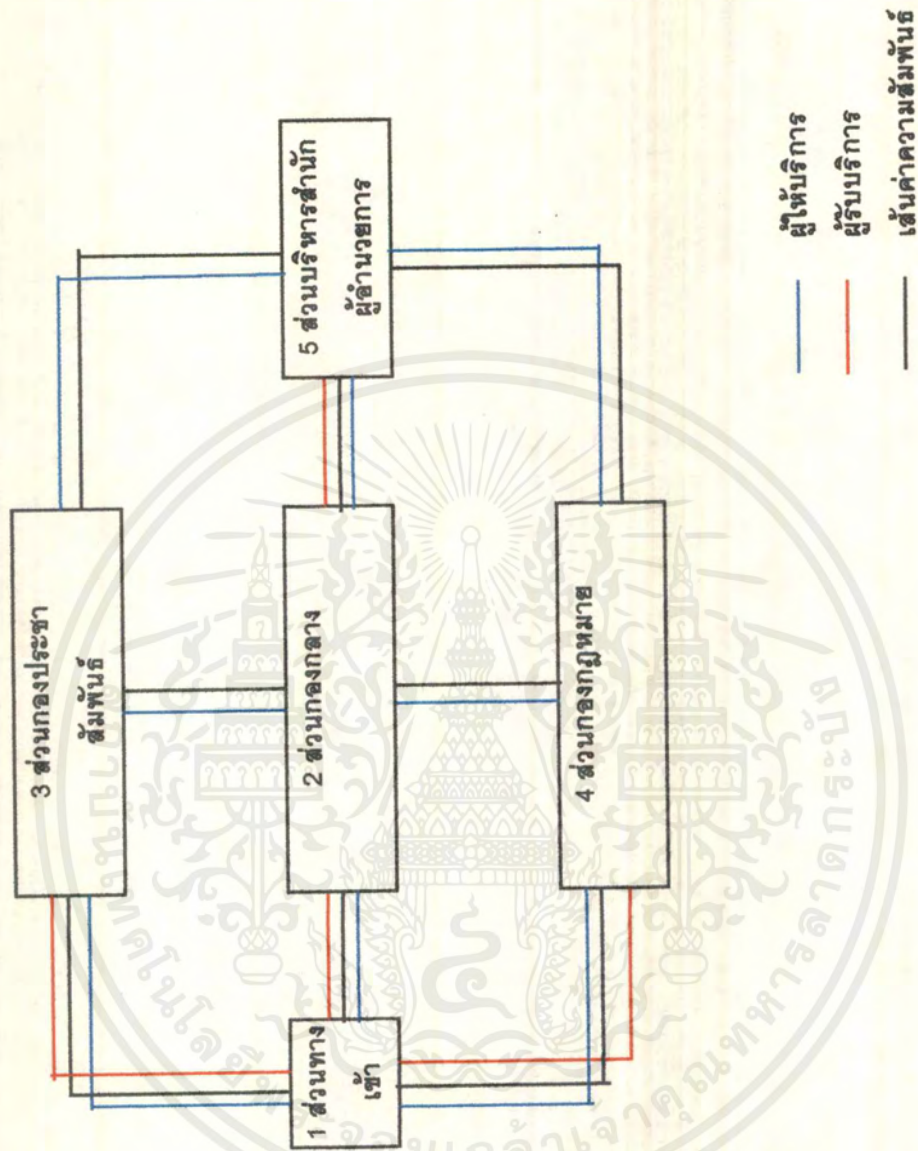 3 ส่วนกองประชา
สัมพันธ์
1 ส่วนทาง
เข้า
2 ส่วนกองกลาง
5 ส่วนบริหารสำนัก
ผู้อำนวยการ
4 ส่วนกองกฎหมาย
ผู้ให้บริการ
ผู้รับบริการ
เส้นค่าความสัมพันธ์